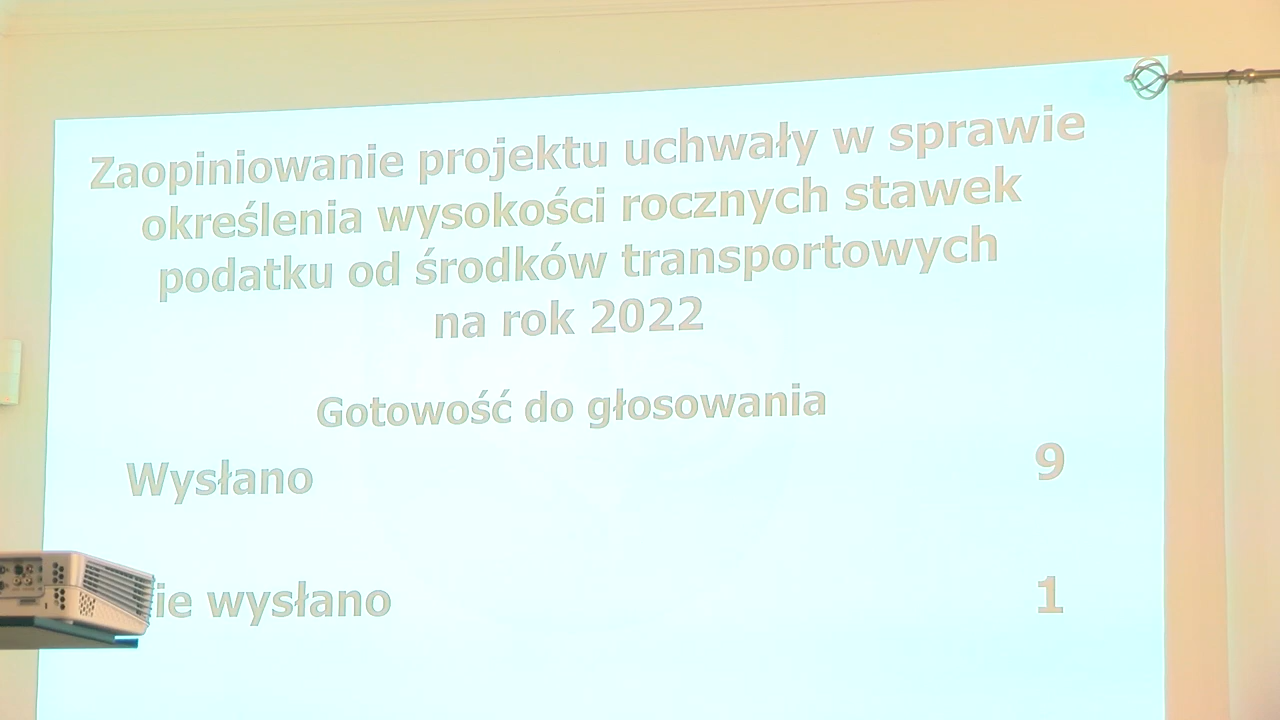 Zaopiniowanie projektu uchwały w sprawie
określenia wysokości rocznych stawek
podatku od środków transportowych
na rok 2022
Gotowość do głosowania
Wysłano 9
wysłano 1